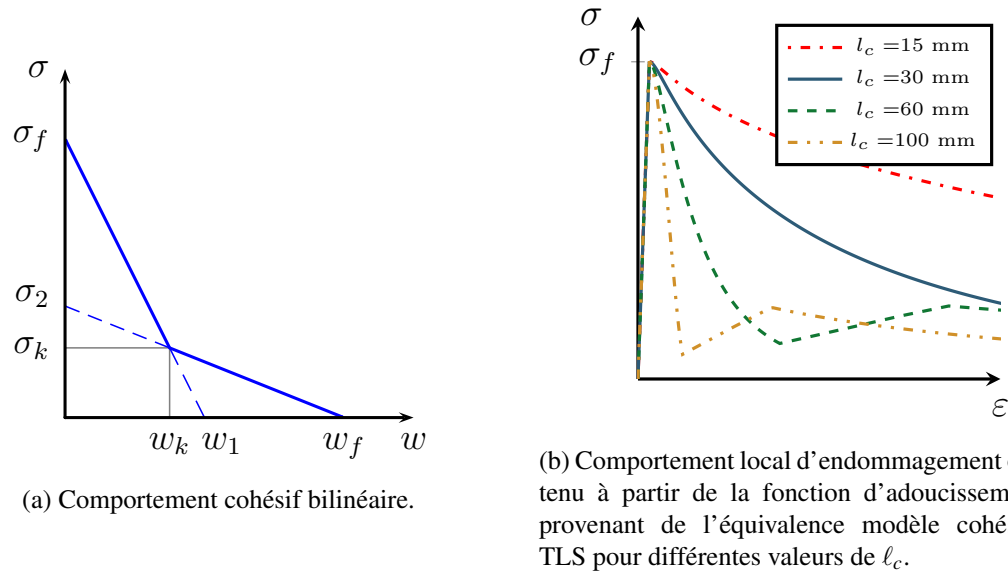 σ
σ_f
σ_2
σ_k
w_k w_1 w_f w
(a) Comportement cohésif bilinéaire.
σ
σ_f
l_c =15 mm
l_c =30 mm
l_c =60 mm
l_c =100 mm
ε
(b) Comportement local d'endommagement
tenu à partir de la fonction d'adoucissem
provenant de l'équivalence modèle cohé
TLS pour différentes valeurs de ℓ_c.